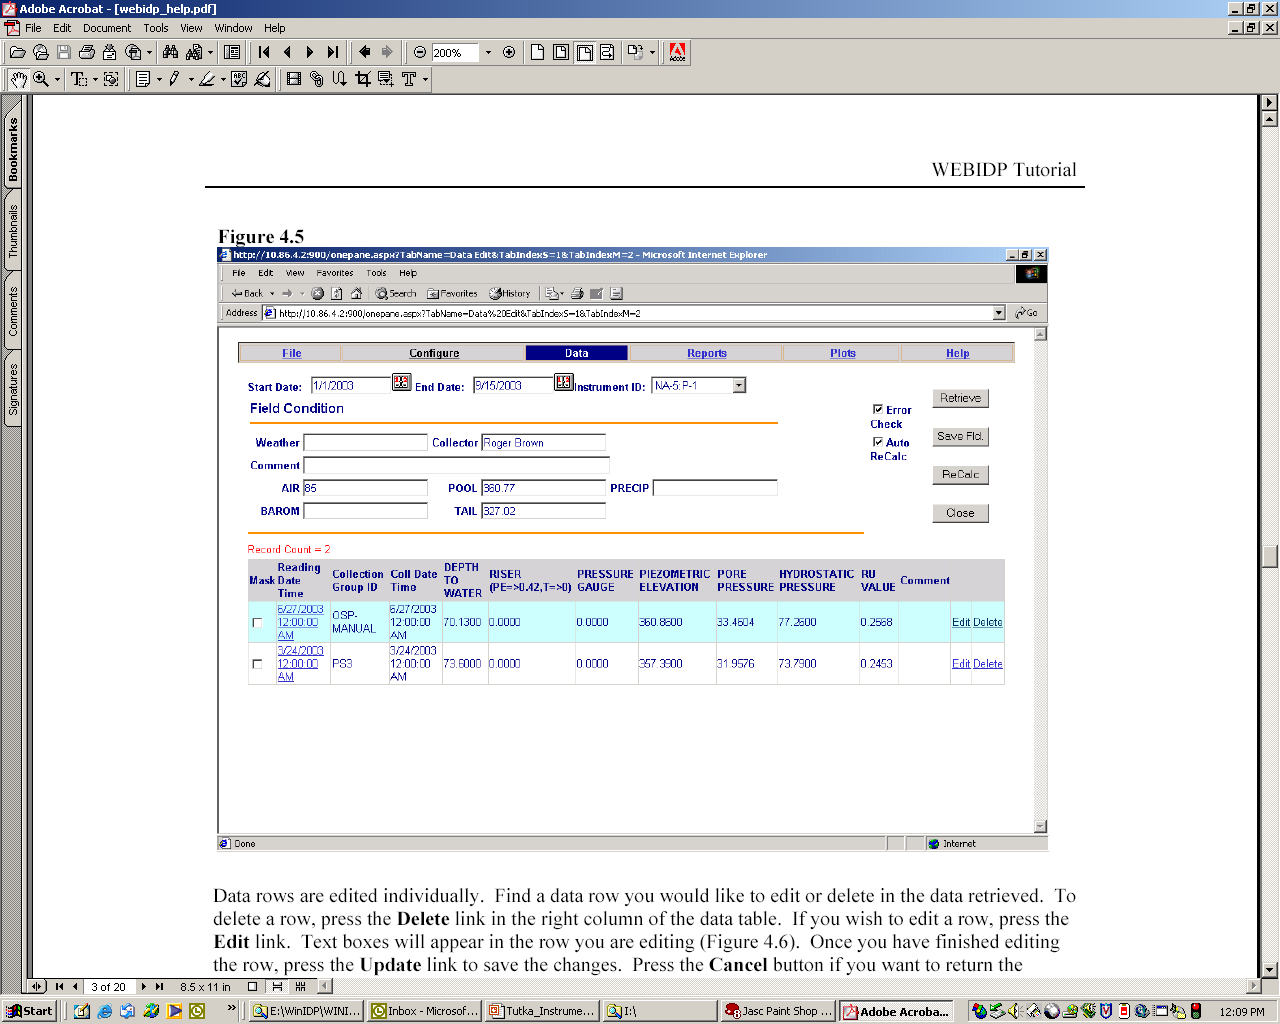 Adobe Acrobat - [webidp_help.pdf]
File Edit Document Tools View Window Help
200%
Adobe
Bookmarks
Thumbnails
Comments
Signatures
WEBIDP Tutorial
Figure 4.5
http://10.86.4.2:900/onepane.aspx?TabName=Data Edit&TabIndexS=1&TabIndexM=2 - Microsoft Internet Explorer
File Edit View Favorites Tools Help
Back Search Favorites History
Address http://10.86.4.2:900/onepane.aspx?TabName=Data%20Edit&TabIndexS=1&TabIndexM=2 Go
File Configure Data Reports Plots Help
Start Date: 1/1/2003 End Date: 9/15/2003 Instrument ID: NA-5:P-1
Retrieve
Field Condition
Error Check
Weather Collector Roger Brown
Save Fld.
Auto ReCalc
Comment
ReCalc
AIR 85 POOL 380.77 PRECIP
BAROM TAIL 327.02
Close
Record Count = 2
Mask Reading Date Time Collection Group ID Coll Date Time DEPTH TO WATER RISER (PE=>0.42,T=>0) PRESSURE GAUGE PIEZOMETRIC ELEVATION PORE PRESSURE HYDROSTATIC PRESSURE RU VALUE Comment
6/27/2003 12:00:00 AM OSP-MANUAL 6/27/2003 12:00:00 AM 70.1300 0.0000 0.0000 360.8600 33.4604 77.2600 0.2568 Edit Delete
3/24/2003 12:00:00 AM PS3 3/24/2003 12:00:00 AM 73.6000 0.0000 0.0000 357.3900 31.9576 73.7900 0.2453 Edit Delete
Done Internet
Data rows are edited individually.  Find a data row you would like to edit or delete in the data retrieved.  To
delete a row, press the Delete link in the right column of the data table.  If you wish to edit a row, press the
Edit link.  Text boxes will appear in the row you are editing (Figure 4.6).  Once you have finished editing
the row, press the Update link to save the changes.  Press the Cancel button if you want to return the
3 of 20 8.5 x 11 in
Start E:\WinIDP\WINI... Inbox - Microsof... Tutka_Instrume... I:\ Jasc Paint Shop ... Adobe Acroba... 12:09 PM